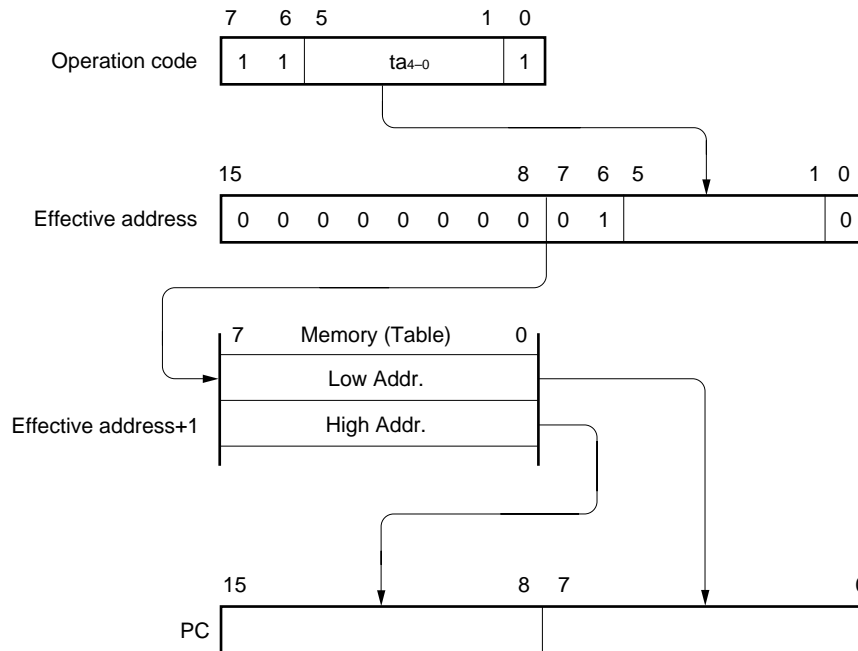 7 6 5 1 0
Operation code 1 1 ta4–0 1
15 8 7 6 5 1 0
Effective address 0 0 0 0 0 0 0 0 0 1 0
7 Memory (Table) 0
Low Addr.
Effective address+1 High Addr.
15 8 7
PC